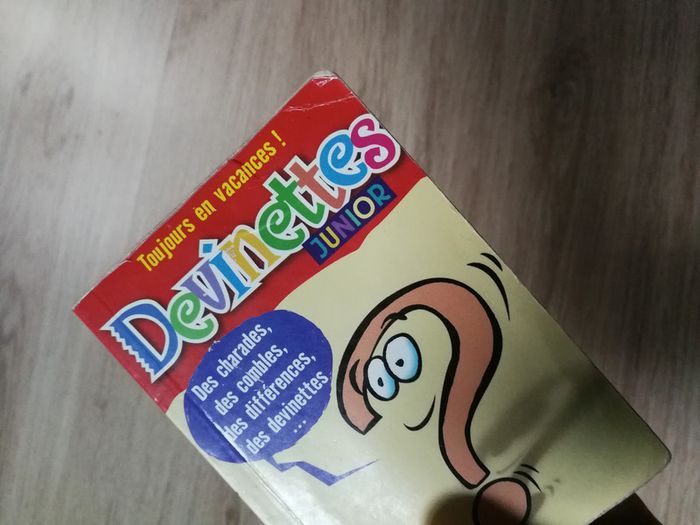 Toujours en vacances !
Devinettes
JUNIOR
Des charades,
des combles,
des différences,
des devinettes
...